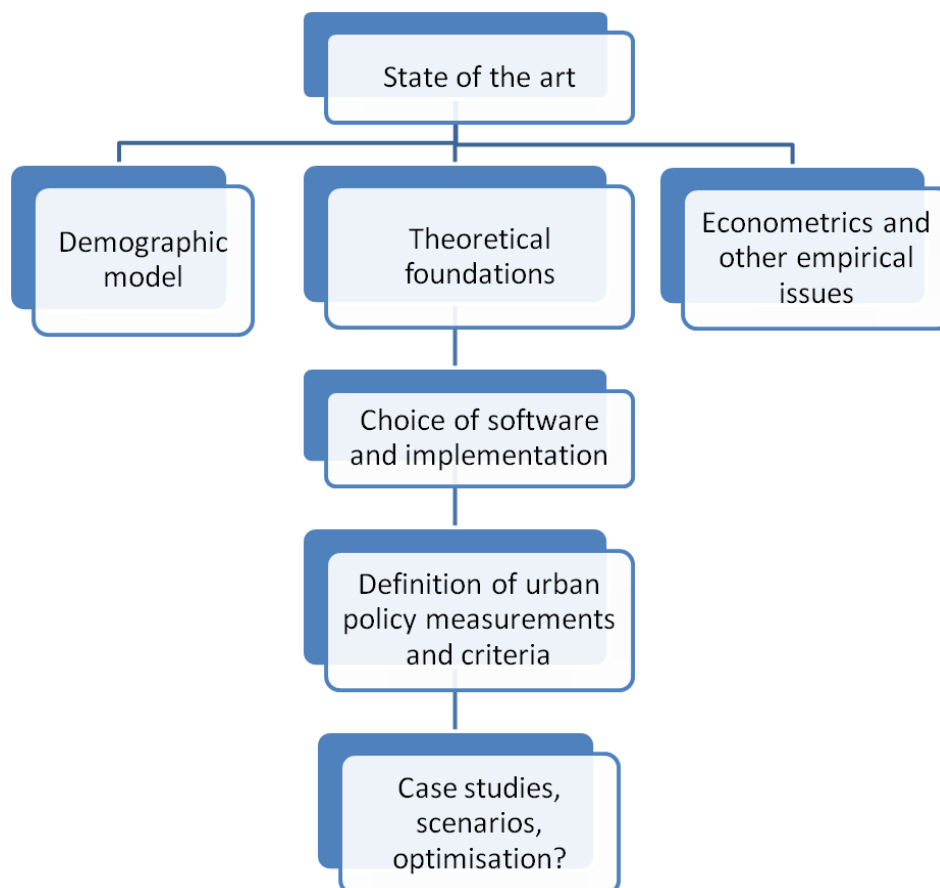 State of the art
Demographic
model
Theoretical
foundations
Econometrics and
other empirical
issues
Choice of software
and implementation
Definition of urban
policy measurements
and criteria
Case studies,
scenarios,
optimisation?